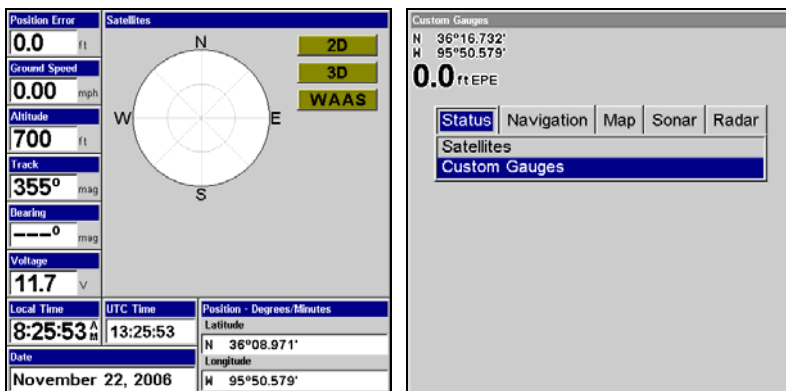 Position Error
0.0 ft
Ground Speed
0.00 mph
Altitude
700 ft
Track
355° mag
Bearing
---° mag
Voltage
11.7 v
Local Time
8:25:53 AM
Date
November 22, 2006
UTC Time
13:25:53
Satellites
N
W
E
S
2D
3D
WAAS
Position - Degrees/Minutes
Latitude
N 36°08.971'
Longitude
W 95°50.579'
Custom Gauges
N 36°16.732'
W 95°50.579'
0.0 ft EPE
Status Navigation Map Sonar Radar
Satellites
Custom Gauges